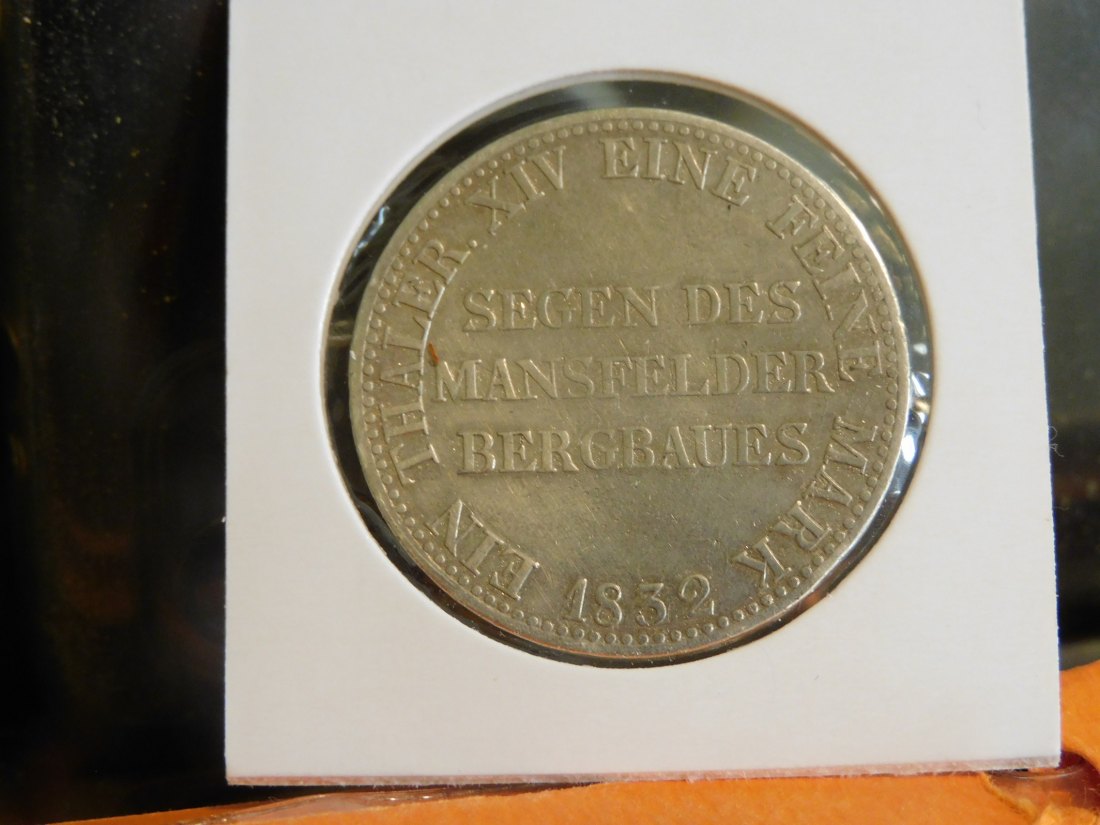 EIN THALER. XIV EINE FEINE MARK
SEGEN DES
MANSFELDER
BERGBAUES
1832